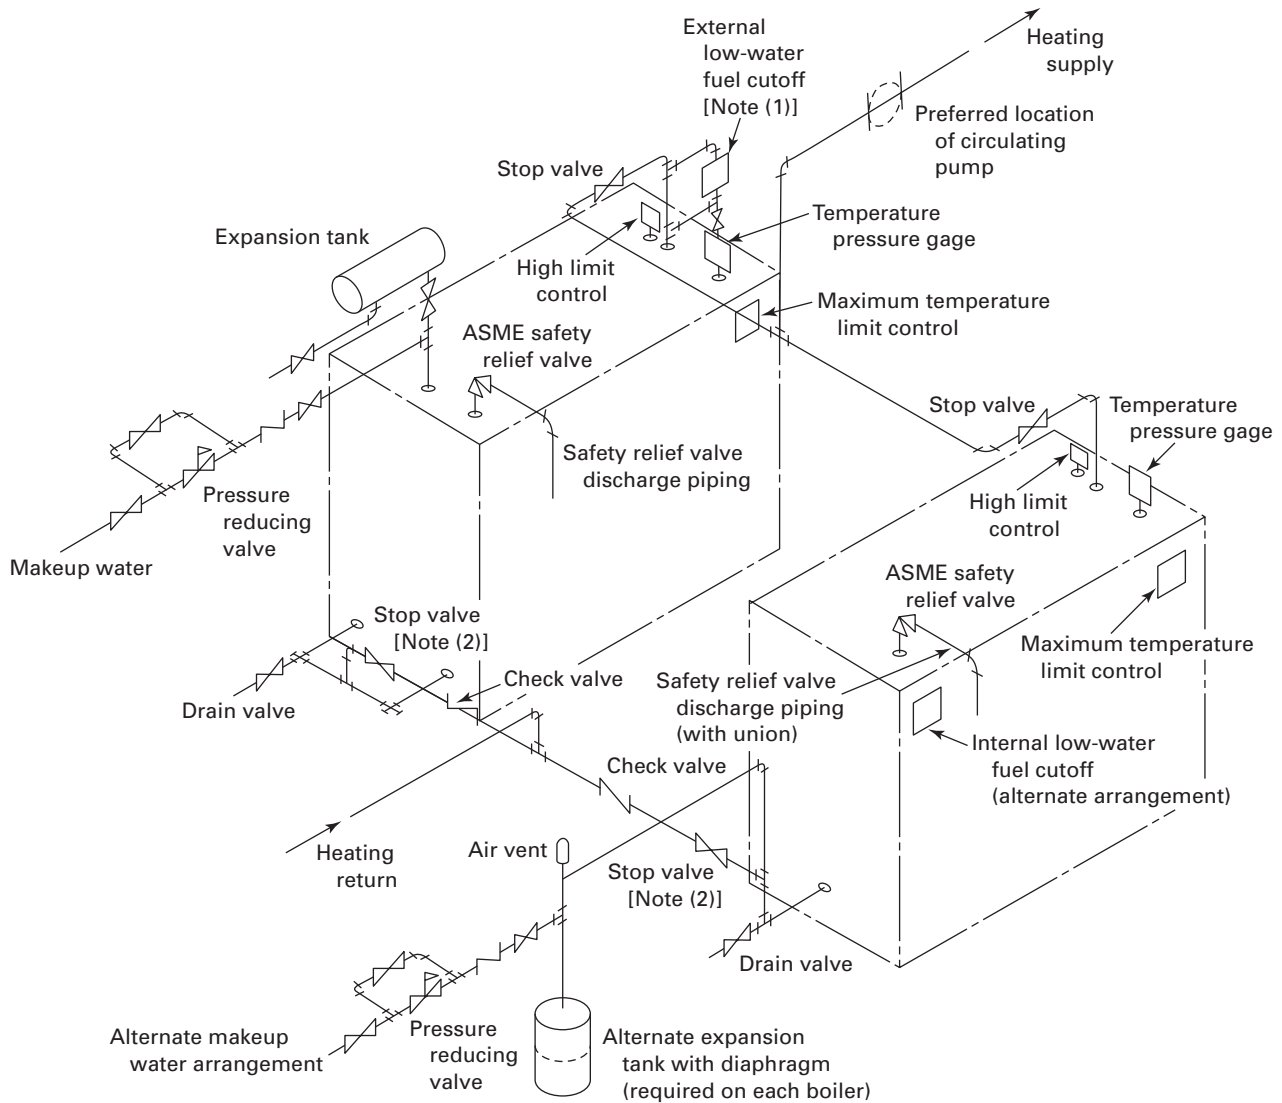 External
low-water
fuel cutoff
[Note (1)]
Heating
supply
Preferred location
of circulating
pump
Stop valve
Temperature
pressure gage
Expansion tank
High limit
control
Maximum temperature
limit control
ASME safety
relief valve
Stop valve
Temperature
pressure gage
Safety relief valve
discharge piping
Pressure
reducing
valve
High limit
control
Makeup water
ASME safety
relief valve
Stop valve
[Note (2)]
Maximum temperature
limit control
Check valve
Safety relief valve
discharge piping
(with union)
Drain valve
Internal low-water
fuel cutoff
(alternate arrangement)
Check valve
Heating
return
Air vent
Stop valve
[Note (2)]
Drain valve
Alternate makeup
water arrangement
Pressure
reducing
valve
Alternate expansion
tank with diaphragm
(required on each boiler)